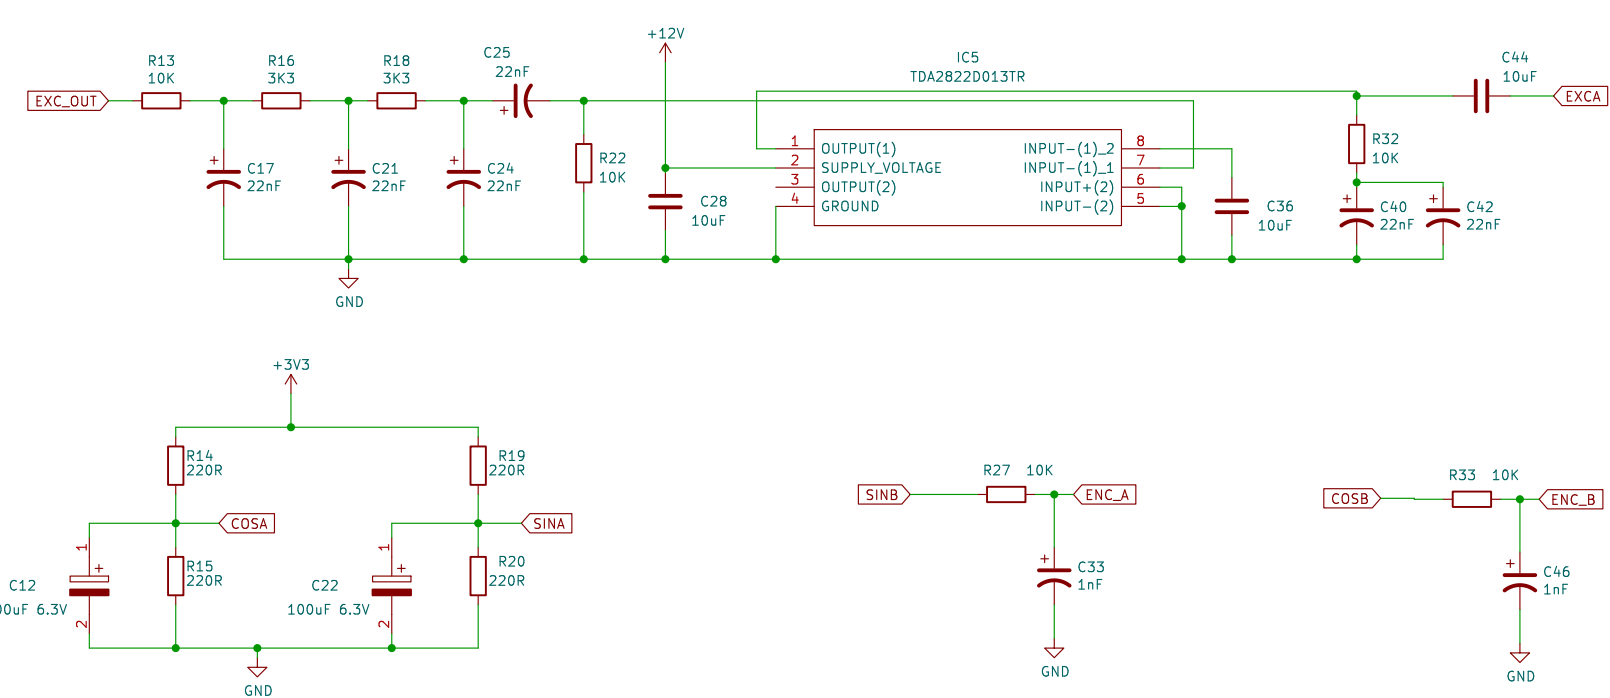 +12V
C25
22nF
R13
10K
R16
3K3
R18
3K3
IC5
TDA2822D013TR
C44
10uF
EXC_OUT
EXCA
+
1
OUTPUT(1)
INPUT-(1)_2
8
2
SUPPLY_VOLTAGE
INPUT-(1)_1
7
3
OUTPUT(2)
INPUT+(2)
6
4
GROUND
INPUT-(2)
5
R32
10K
R22
10K
+
C17
22nF
+
C21
22nF
+
C24
22nF
C28
10uF
C36
10uF
+
C40
22nF
+
C42
22nF
GND
+3V3
R14
220R
R19
220R
COSA
SINA
1
+
2
C12
00uF 6.3V
R15
220R
1
+
2
C22
100uF 6.3V
R20
220R
GND
R27 10K
SINB
ENC_A
+
C33
1nF
GND
R33 10K
COSB
ENC_B
+
C46
1nF
GND